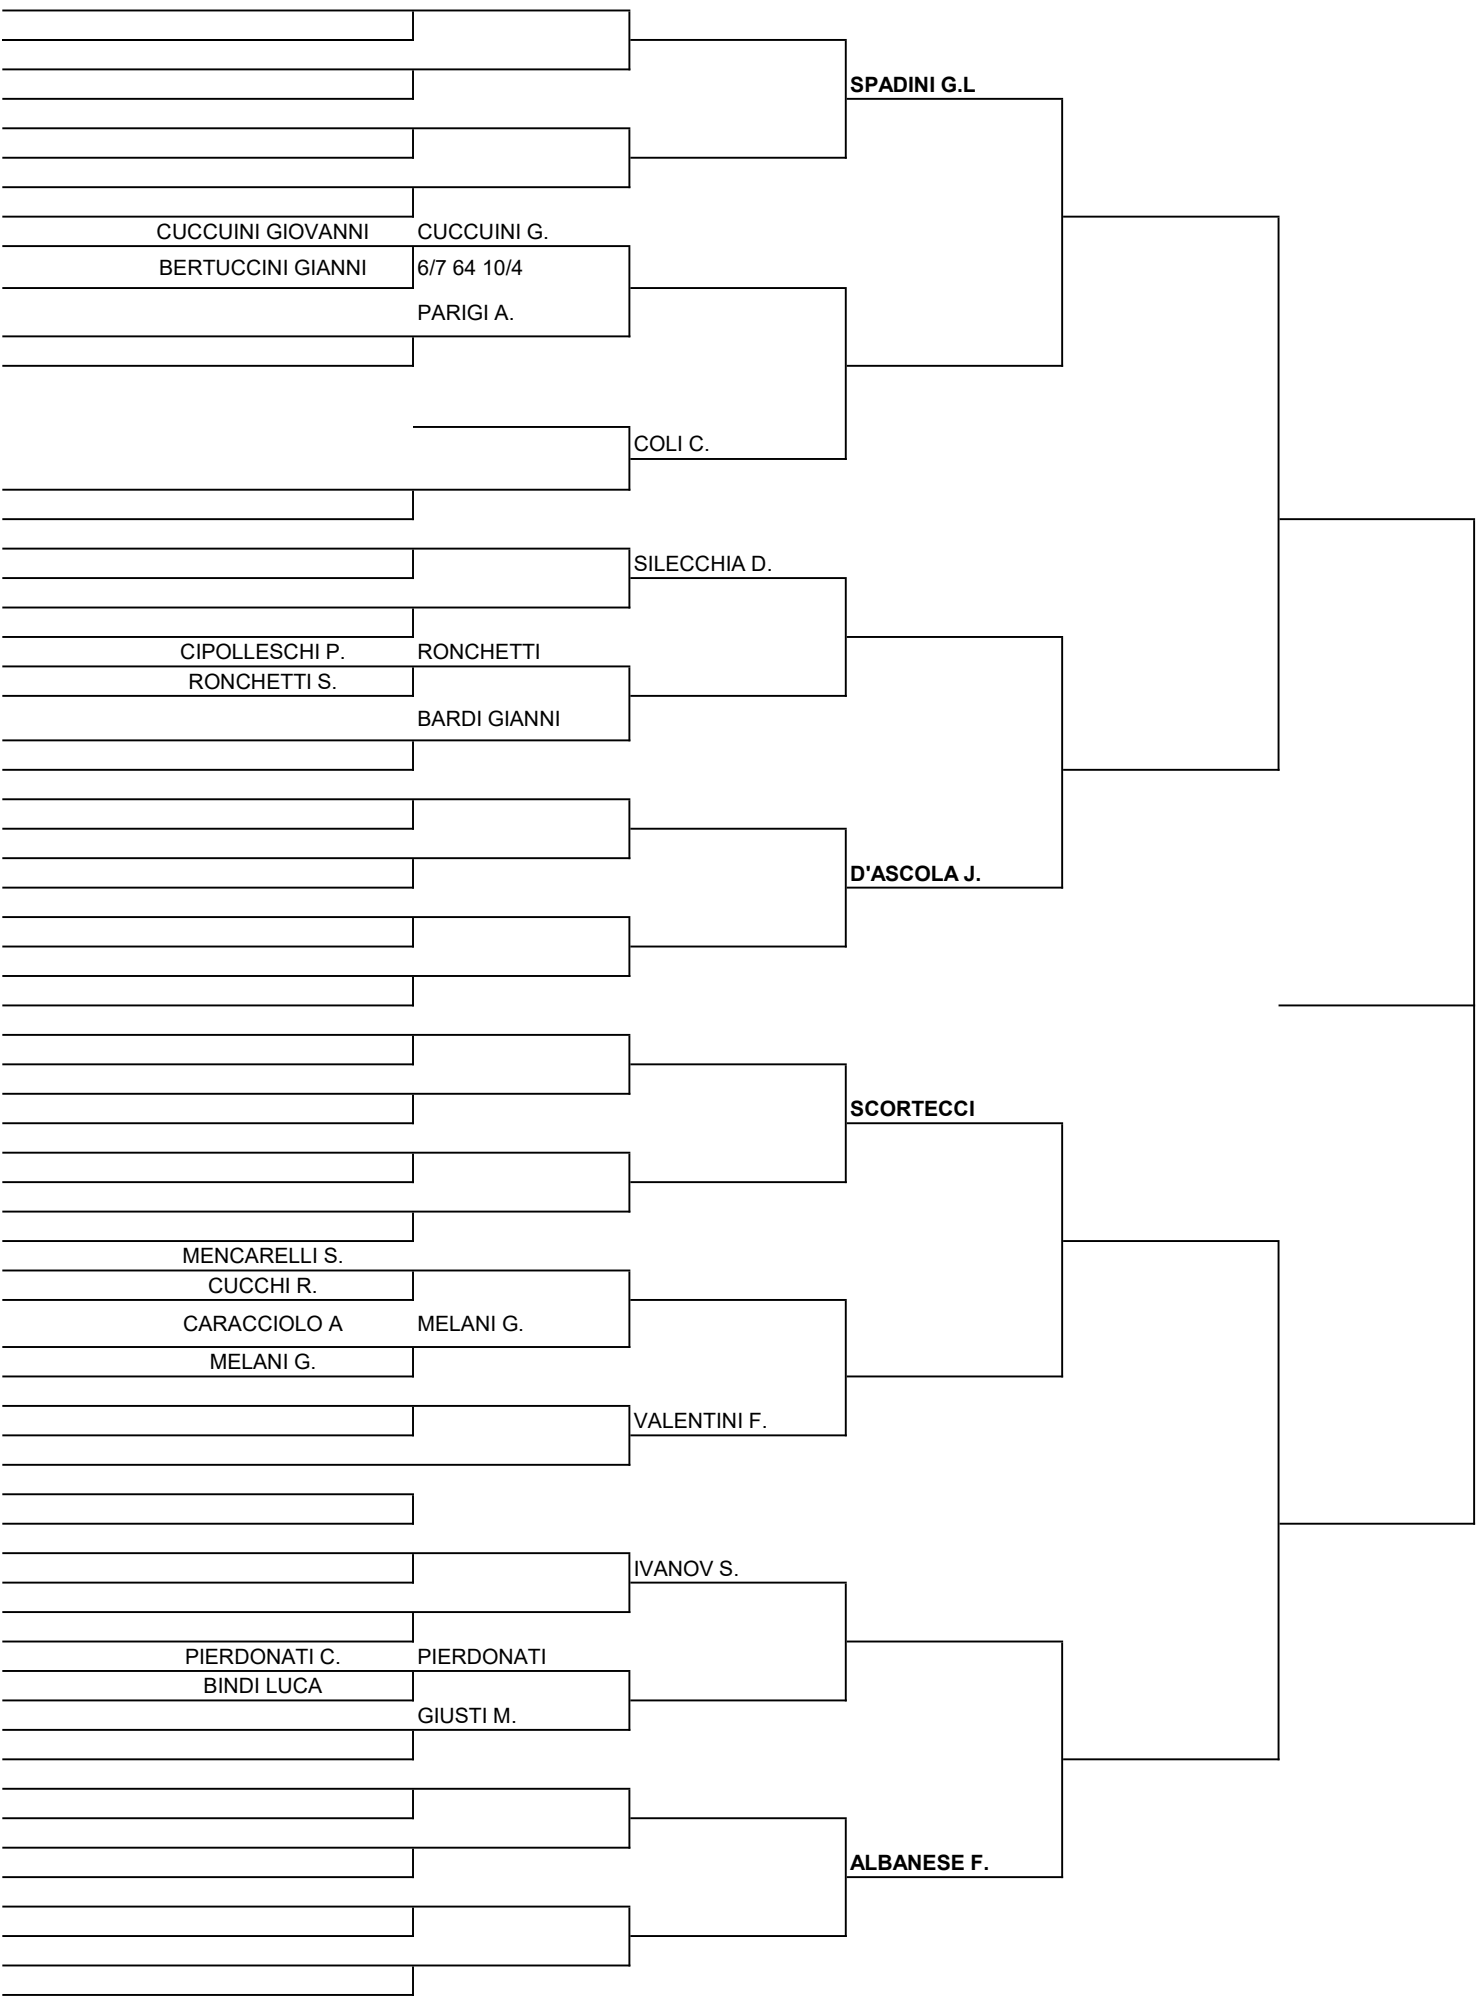 SPADINI G.L
CUCCUINI GIOVANNI CUCCUINI G.
BERTUCCINI GIANNI 6/7 64 10/4
PARIGI A.
COLI C.
SILECCHIA D.
CIPOLLESCHI P. RONCHETTI
RONCHETTI S.
BARDI GIANNI
D'ASCOLA J.
SCORTECCI
MENCARELLI S.
CUCCHI R.
CARACCIOLO A MELANI G.
MELANI G.
VALENTINI F.
IVANOV S.
PIERDONATI C. PIERDONATI
BINDI LUCA
GIUSTI M.
ALBANESE F.